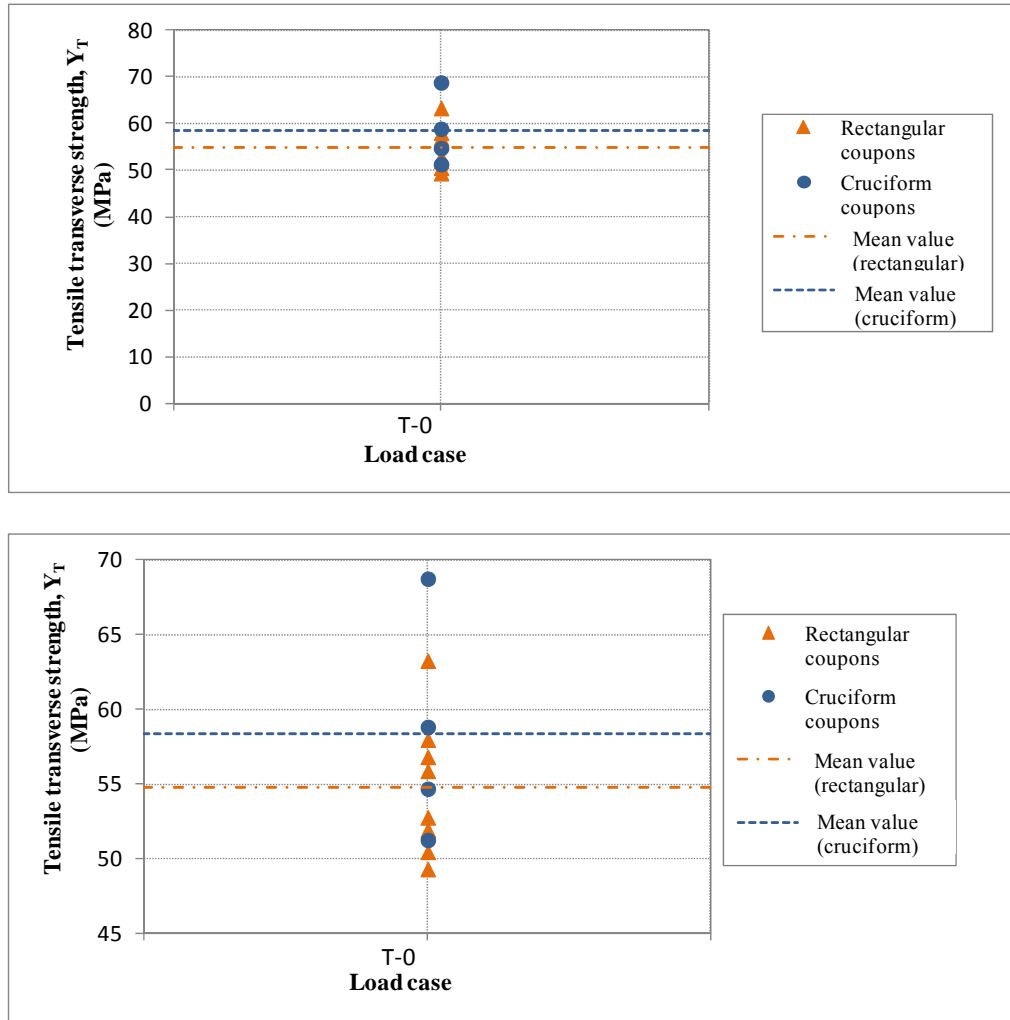 Tensile transverse strength, Y_T
(MPa)
80
70
60
50
40
30
20
10
0
T-0
Load case
Rectangular
coupons
Cruciform
coupons
Mean value
(rectangular)
Mean value
(cruciform)
Tensile transverse strength, Y_T
(MPa)
70
65
60
55
50
45
T-0
Load case
Rectangular
coupons
Cruciform
coupons
Mean value
(rectangular)
Mean value
(cruciform)